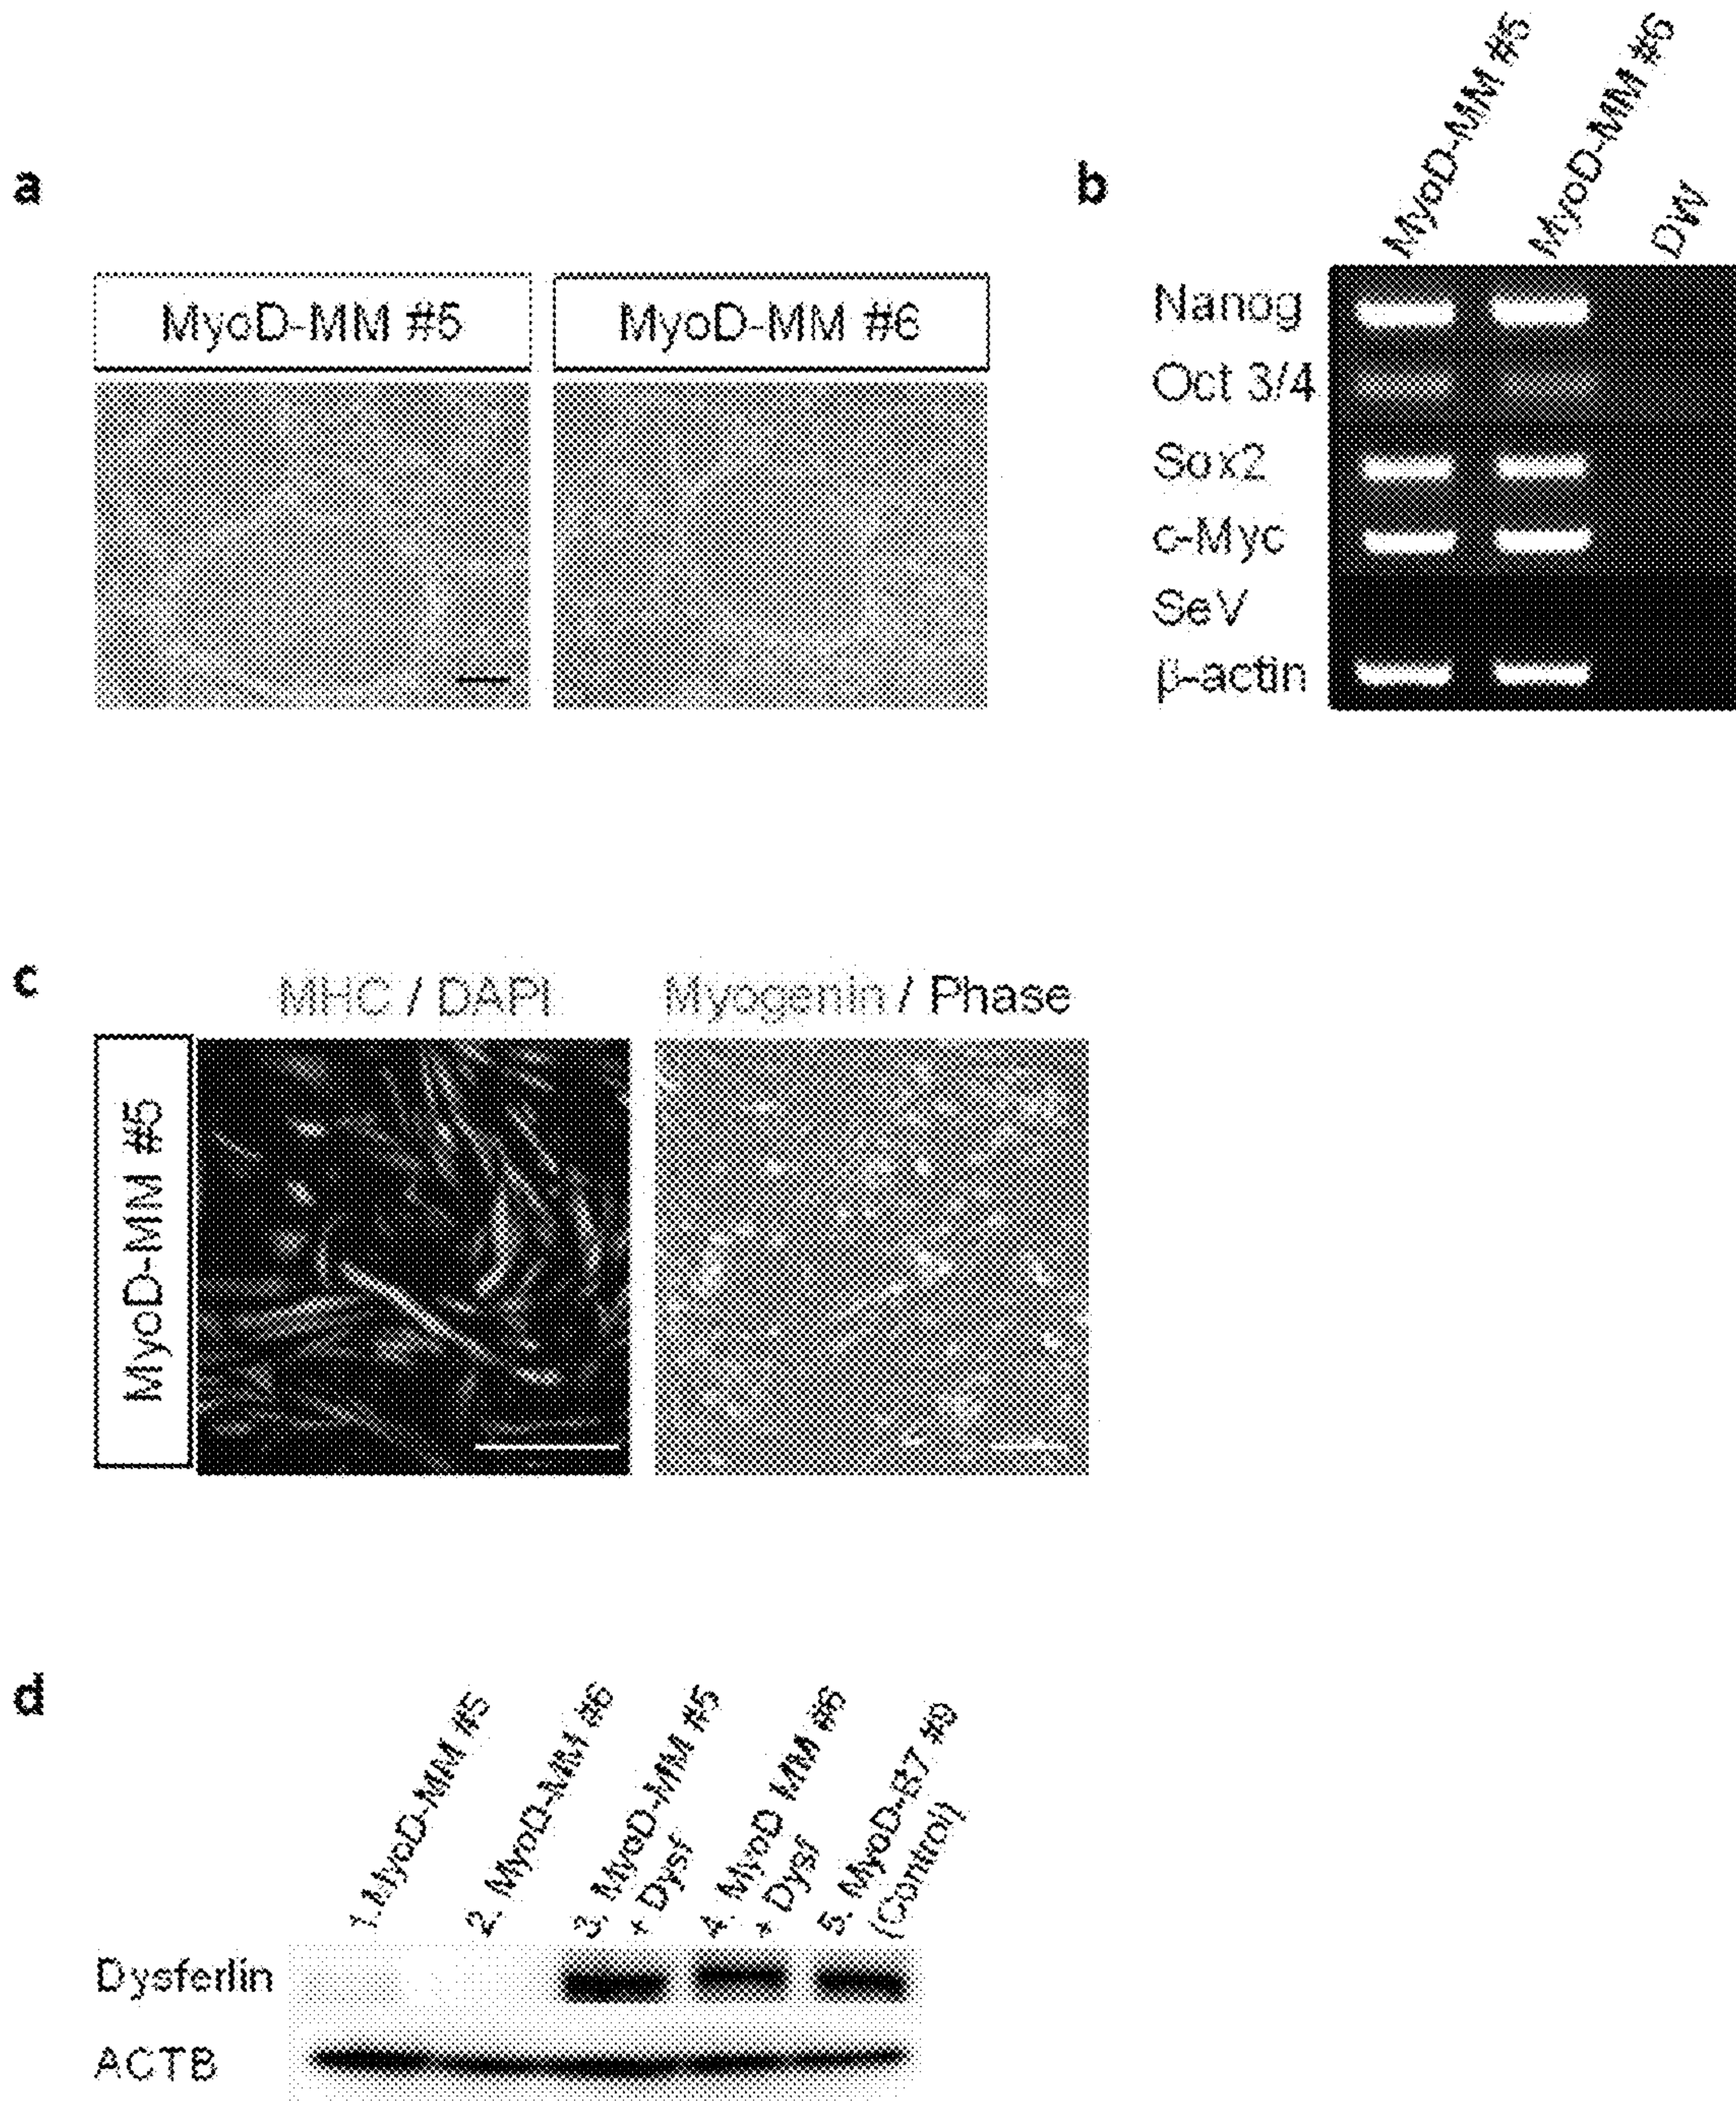 a
MyoD-MM #5
MyoD-MM #6
b
MyoD-MM #5
MyoD-MM #6
DW
Nanog
Oct 3/4
Sox2
c-Myc
SeV
β-actin
c
MHC / DAPI
Myogenin / Phase
MyoD-MM #5
d
1.MyoD-MM #5
2. MyoD-MM #6
3. MyoD-MM #5
+ Dysf
4. MyoD MM #6
+ Dysf
5. MyoD-B7 #9
(Control)
Dysferlin
ACTB